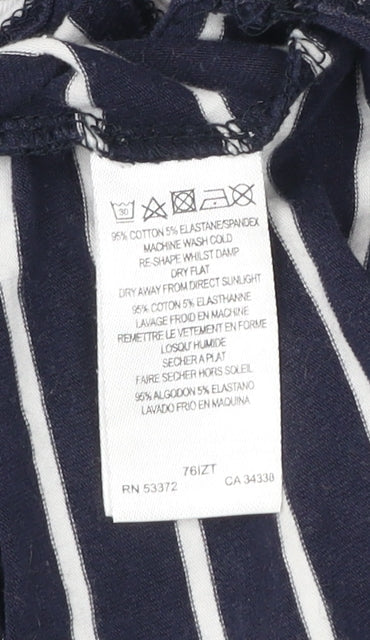 30
95% COTTON 5% ELASTANE/SPANDEX
MACHINE WASH COLD
RE-SHAPE WHILST DAMP
DRY FLAT
DRY AWAY FROM DIRECT SUNLIGHT
95% COTON 5% ELASTHANNE
LAVAGE FROID EN MACHINE
REMETTRE LE VETEMENT EN FORME
LOSQU' HUMIDE
SECHER A PLAT
FAIRE SECHER HORS SOLEIL
95% ALGODON 5% ELASTANO
LAVADO FRIO EN MAQUINA
76IZT
RN 53372 CA 34338